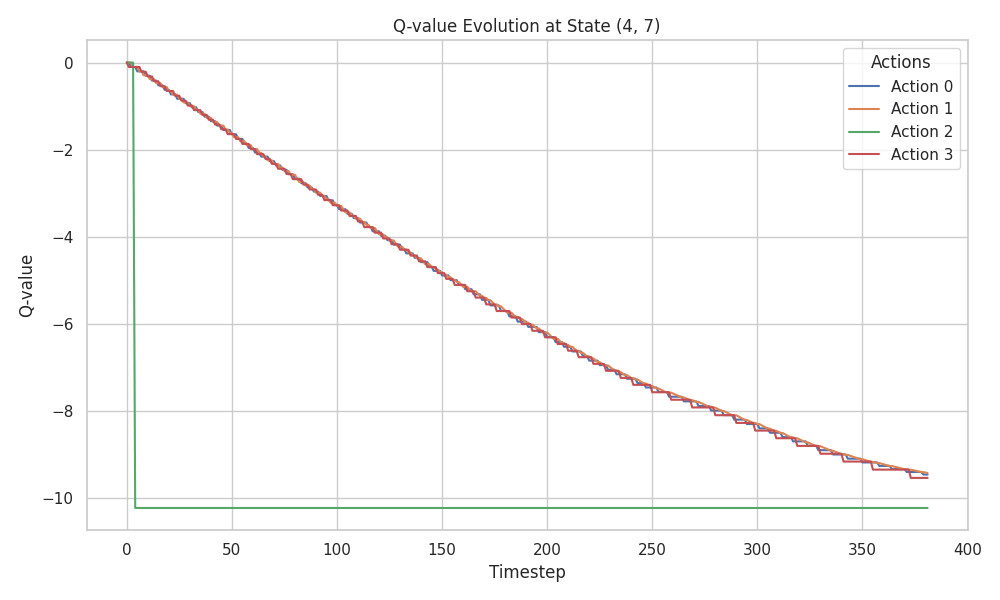 Q-value Evolution at State (4, 7)
Actions
Action 0
Action 1
Action 2
Action 3
Q-value
0
−2
−4
−6
−8
−10
0 50 100 150 200 250 300 350 400
Timestep